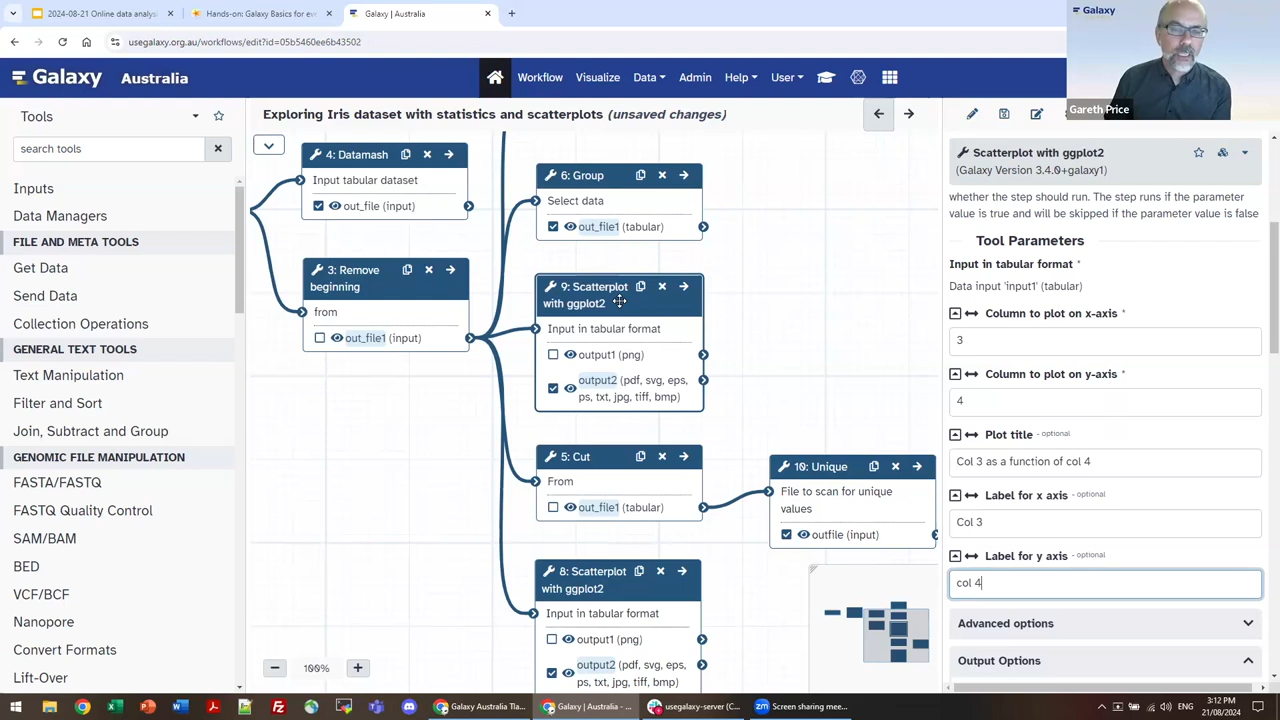 2024-08-21 Online data analysi
Hands-on: Galaxy Basics for ev
Galaxy | Australia
usegalaxy.org.au/workflows/edit?id=05b5460ee6b43502
Galaxy Australia
Workflow Visualize Data Admin Help User
Galaxy
Gareth Price
Tools
search tools
Inputs
Data Managers
FILE AND META TOOLS
Get Data
Send Data
Collection Operations
GENERAL TEXT TOOLS
Text Manipulation
Filter and Sort
Join, Subtract and Group
GENOMIC FILE MANIPULATION
FASTA/FASTQ
FASTQ Quality Control
SAM/BAM
BED
VCF/BCF
Nanopore
Convert Formats
Lift-Over
Exploring Iris dataset with statistics and scatterplots (unsaved changes)
4: Datamash
Input tabular dataset
out_file (input)
3: Remove
beginning
from
out_file1 (input)
6: Group
Select data
out_file1 (tabular)
9: Scatterplot
with ggplot2
Input in tabular format
output1 (png)
output2 (pdf, svg, eps,
ps, txt, jpg, tiff, bmp)
5: Cut
From
out_file1 (tabular)
10: Unique
File to scan for unique
values
outfile (input)
8: Scatterplot
with ggplot2
Input in tabular format
output1 (png)
output2 (pdf, svg, eps,
ps, txt, jpg, tiff, bmp)
100%
Scatterplot with ggplot2
(Galaxy Version 3.4.0+galaxy1)
whether the step should run. The step runs if the parameter
value is true and will be skipped if the parameter value is false
Tool Parameters
Input in tabular format *
Data input 'input1' (tabular)
Column to plot on x-axis *
3
Column to plot on y-axis *
4
Plot title - optional
Col 3 as a function of col 4
Label for x axis - optional
Col 3
Label for y axis - optional
col 4
Advanced options
Output Options
Galaxy Australia Tla...
Galaxy | Australia - ...
usegalaxy-server (C...
Screen sharing mee...
ENG
3:12 PM
21/08/2024